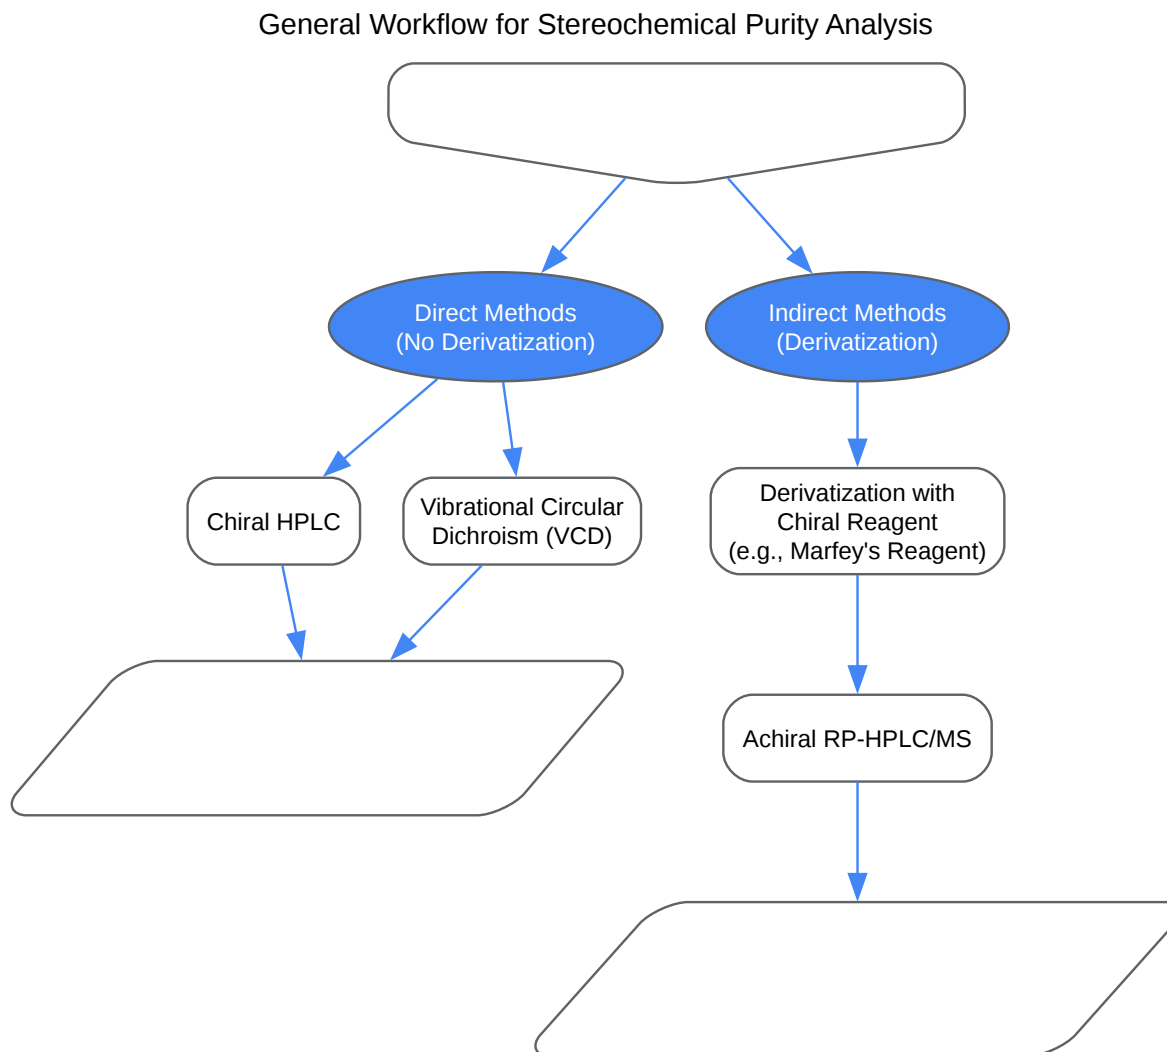 General Workflow for Stereochemical Purity Analysis
Direct Methods
(No Derivatization)
Indirect Methods
(Derivatization)
Chiral HPLC
Vibrational Circular
Dichroism (VCD)
Derivatization with
Chiral Reagent
(e.g., Marfey's Reagent)
Achiral RP-HPLC/MS